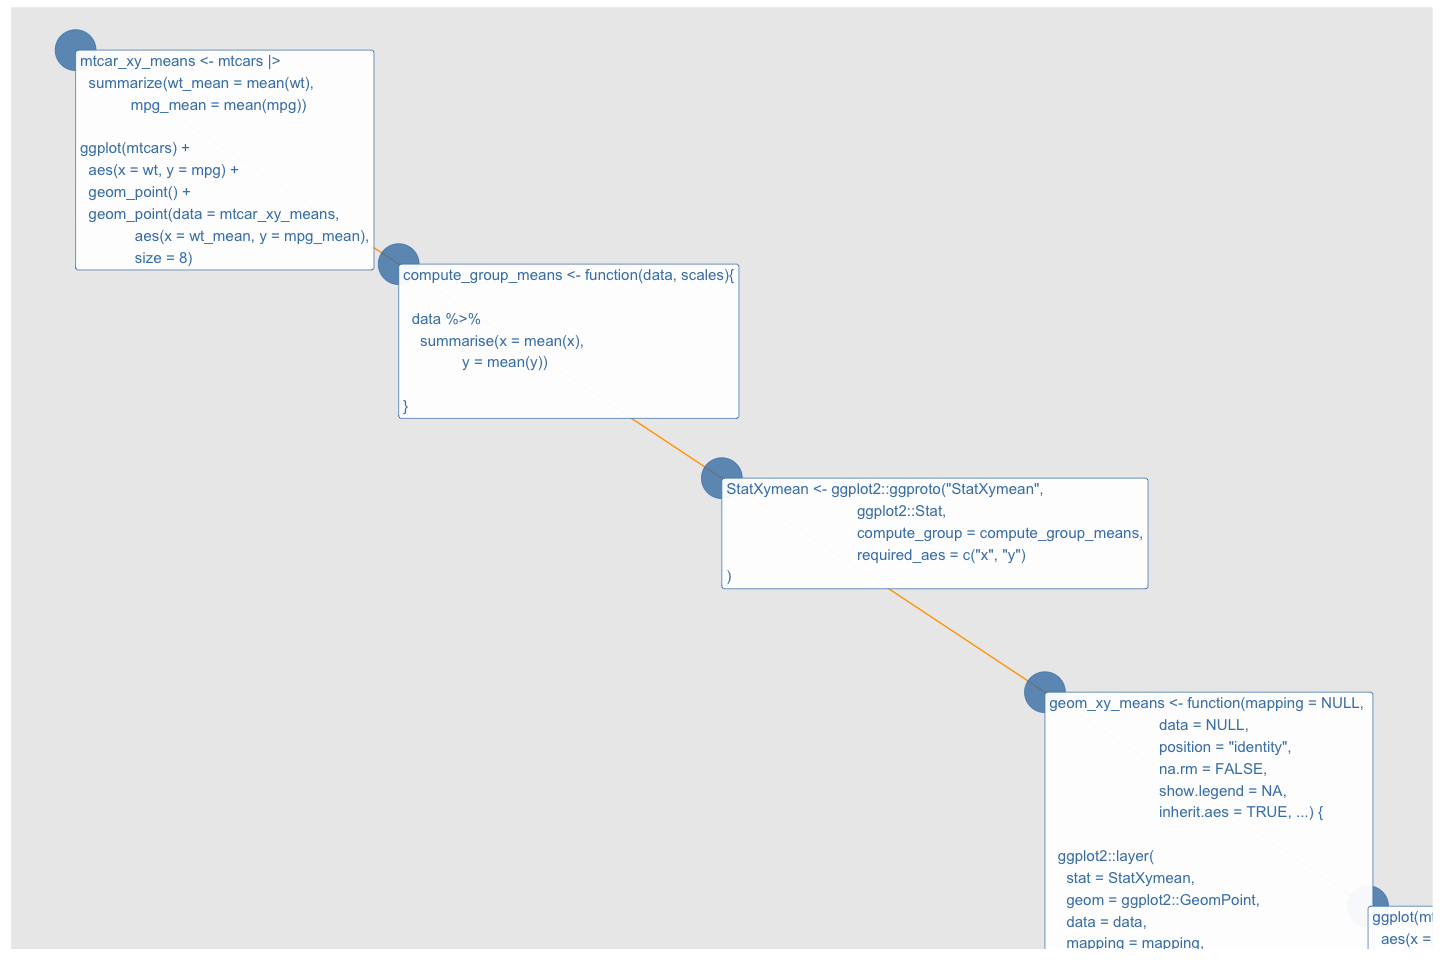 mtcar_xy_means <- mtcars |>
  summarize(wt_mean = mean(wt),
            mpg_mean = mean(mpg))
ggplot(mtcars) +
  aes(x = wt, y = mpg) +
  geom_point() +
  geom_point(data = mtcar_xy_means,
             aes(x = wt_mean, y = mpg_mean),
             size = 8)
compute_group_means <- function(data, scales){
  data %>%
    summarise(x = mean(x),
              y = mean(y))
}
StatXymean <- ggplot2::ggproto("StatXymean",
                               ggplot2::Stat,
                               compute_group = compute_group_means,
                               required_aes = c("x", "y")
)
geom_xy_means <- function(mapping = NULL,
                          data = NULL,
                          position = "identity",
                          na.rm = FALSE,
                          show.legend = NA,
                          inherit.aes = TRUE, ...) {
  ggplot2::layer(
    stat = StatXymean,
    geom = ggplot2::GeomPoint,
    data = data,
    mapping = mapping,
ggplot(mt
  aes(x =